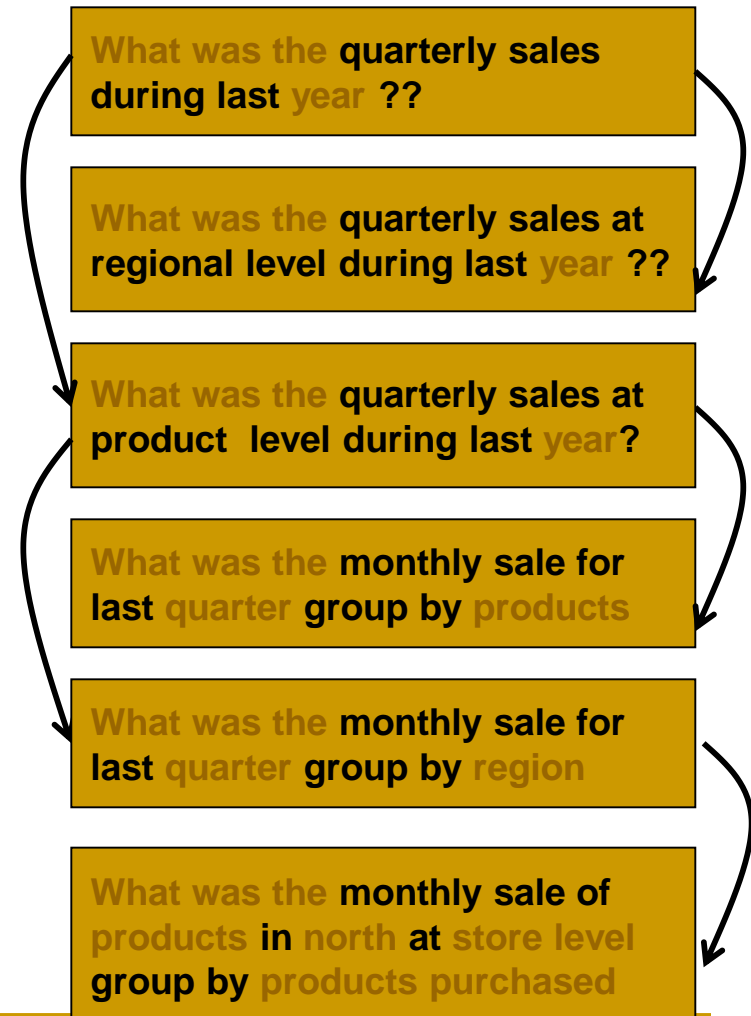 What was the quarterly sales
during last year ??
What was the quarterly sales at
regional level during last year ??
What was the quarterly sales at
product level during last year?
What was the monthly sale for
last quarter group by products
What was the monthly sale for
last quarter group by region
What was the monthly sale of
products in north at store level
group by products purchased